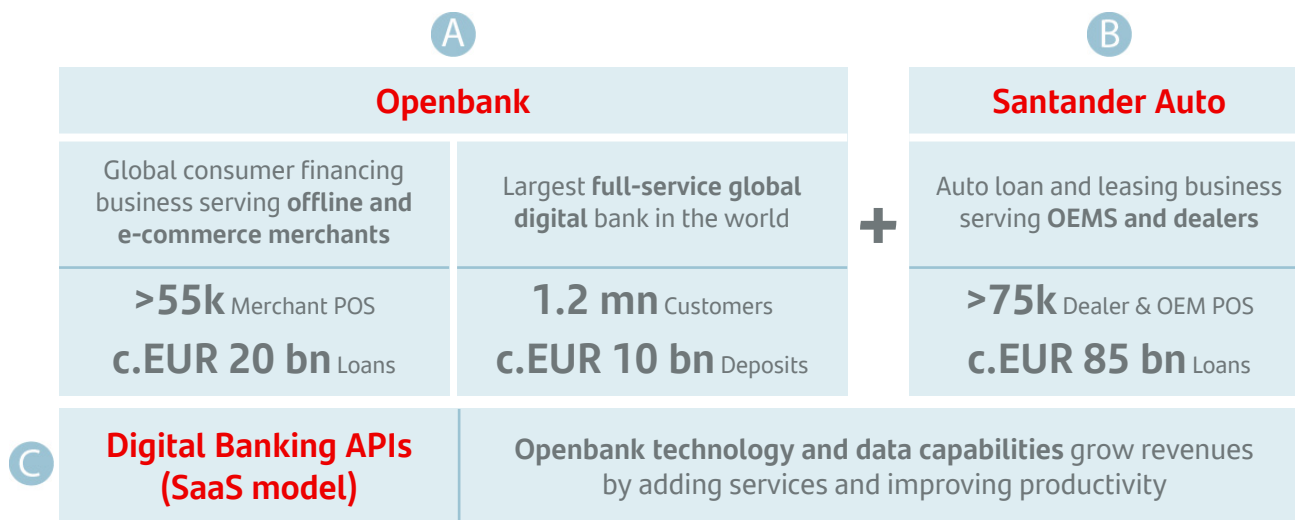 A
B
Openbank
Santander Auto
Global consumer financing
business serving offline and
e-commerce merchants
Largest full-service global
digital bank in the world
+
Auto loan and leasing business
serving OEMS and dealers
>55k Merchant POS
c.EUR 20 bn Loans
1.2 mn Customers
c.EUR 10 bn Deposits
>75k Dealer & OEM POS
c.EUR 85 bn Loans
C
Digital Banking APIs
(SaaS model)
Openbank technology and data capabilities grow revenues
by adding services and improving productivity